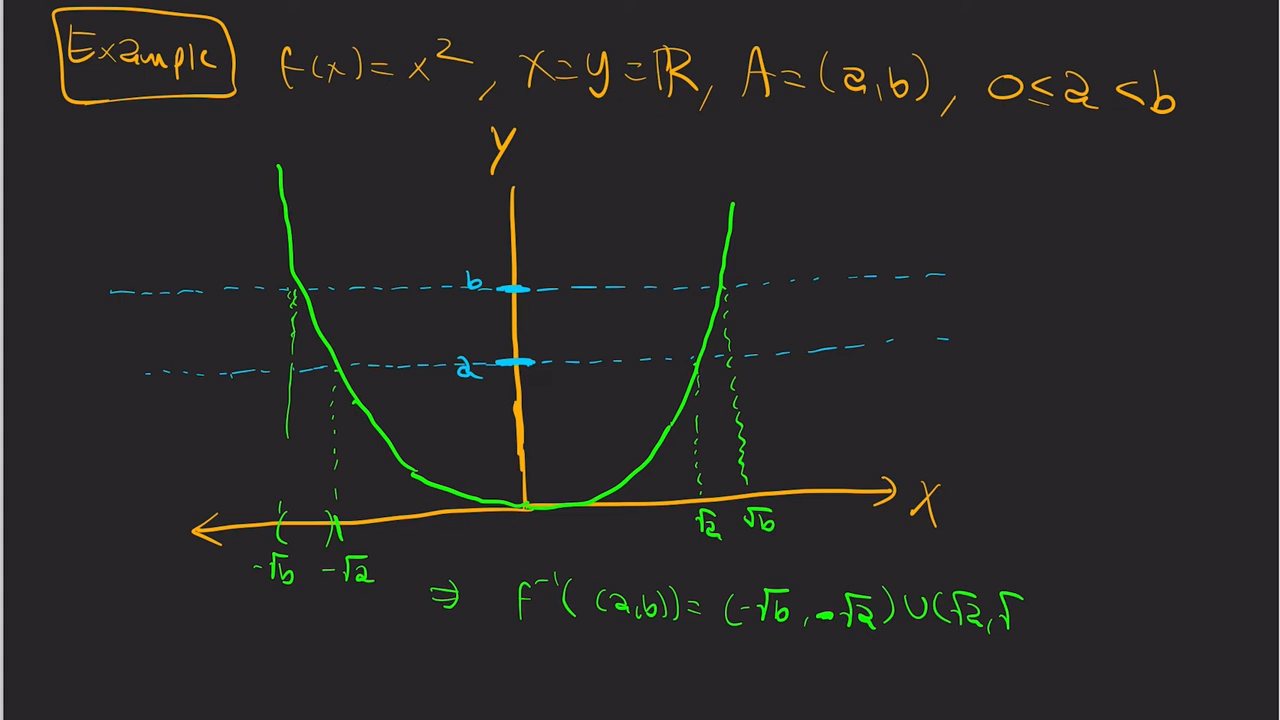 Example f(x) = x², X = Y = ℝ, A = (a,b), 0 ≤ a < b
y
b
a
X
√a √b
-√b -√a
⇒ f⁻¹((a,b)) = (-√b, -√a) ∪ (√a, √